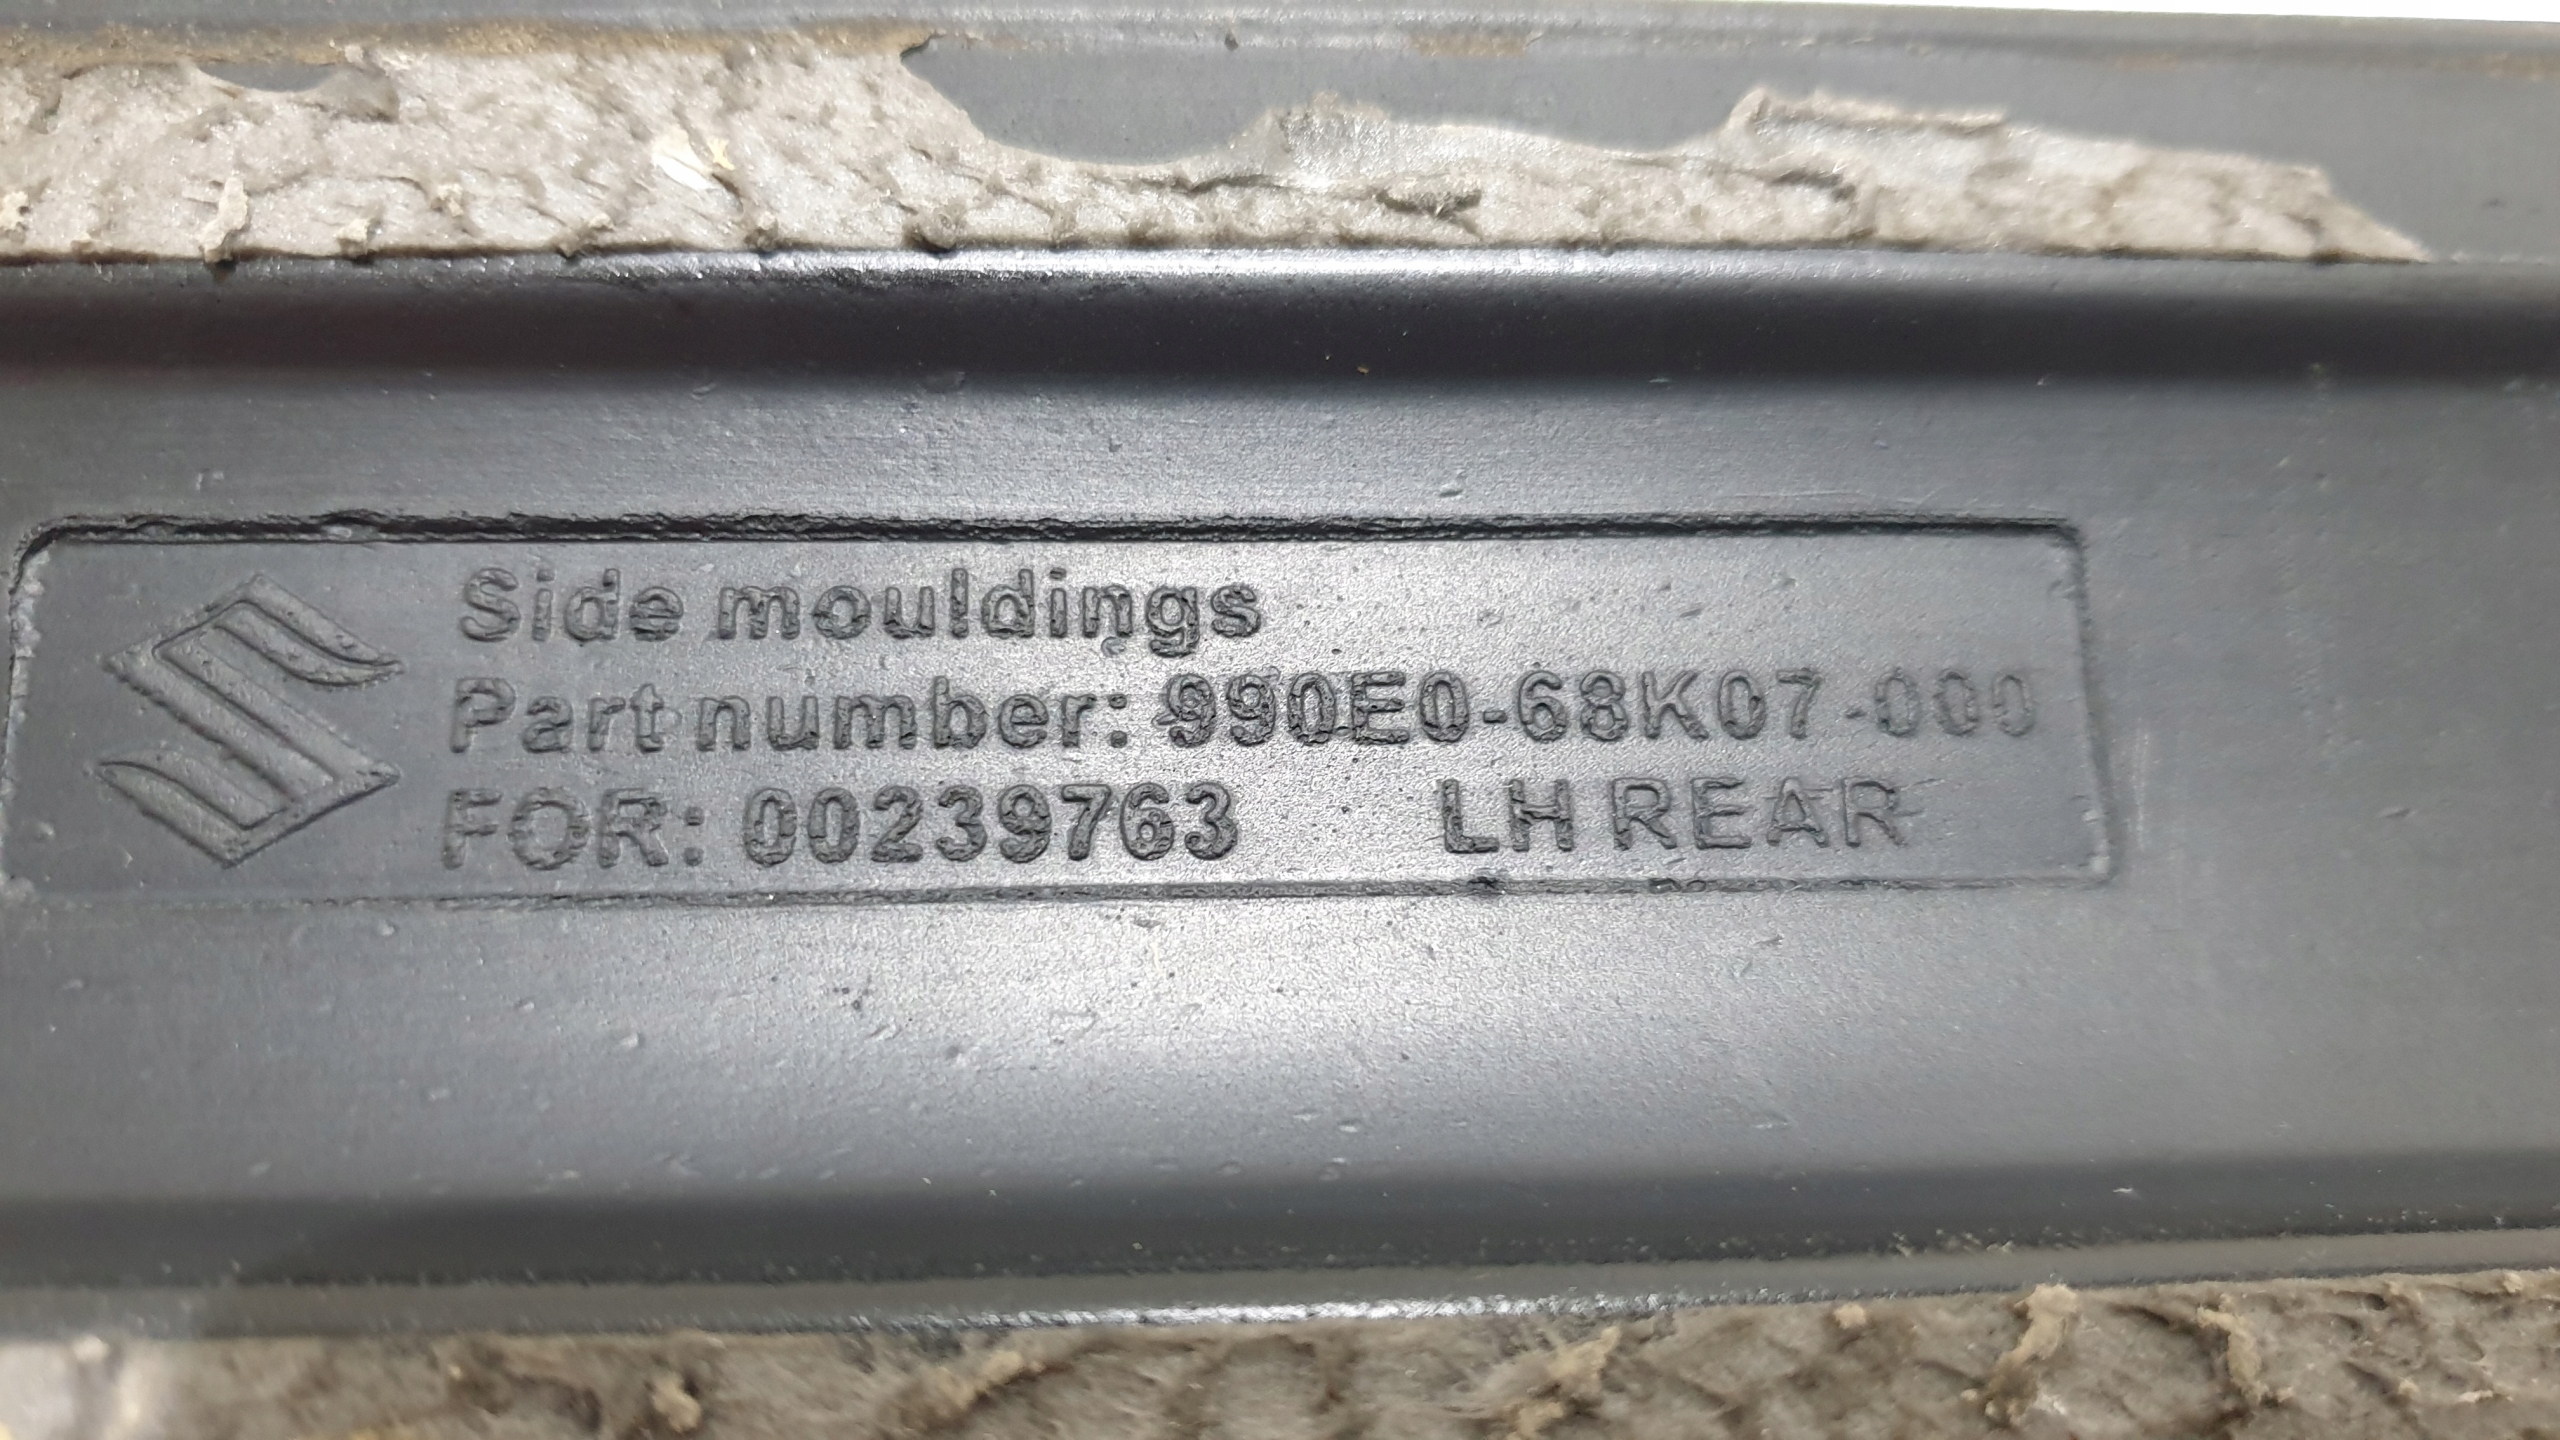 Side mouldings
Part number: 990E0-68K07-000
FOR: 00239763 LH REAR